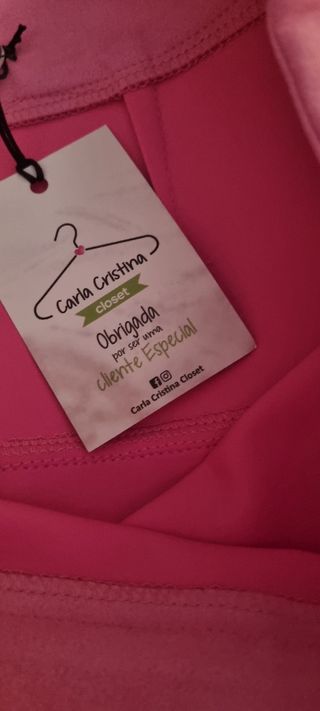 Carla Cristina
closet
Obrigada
por ser uma
cliente Especial
Carla Cristina Closet